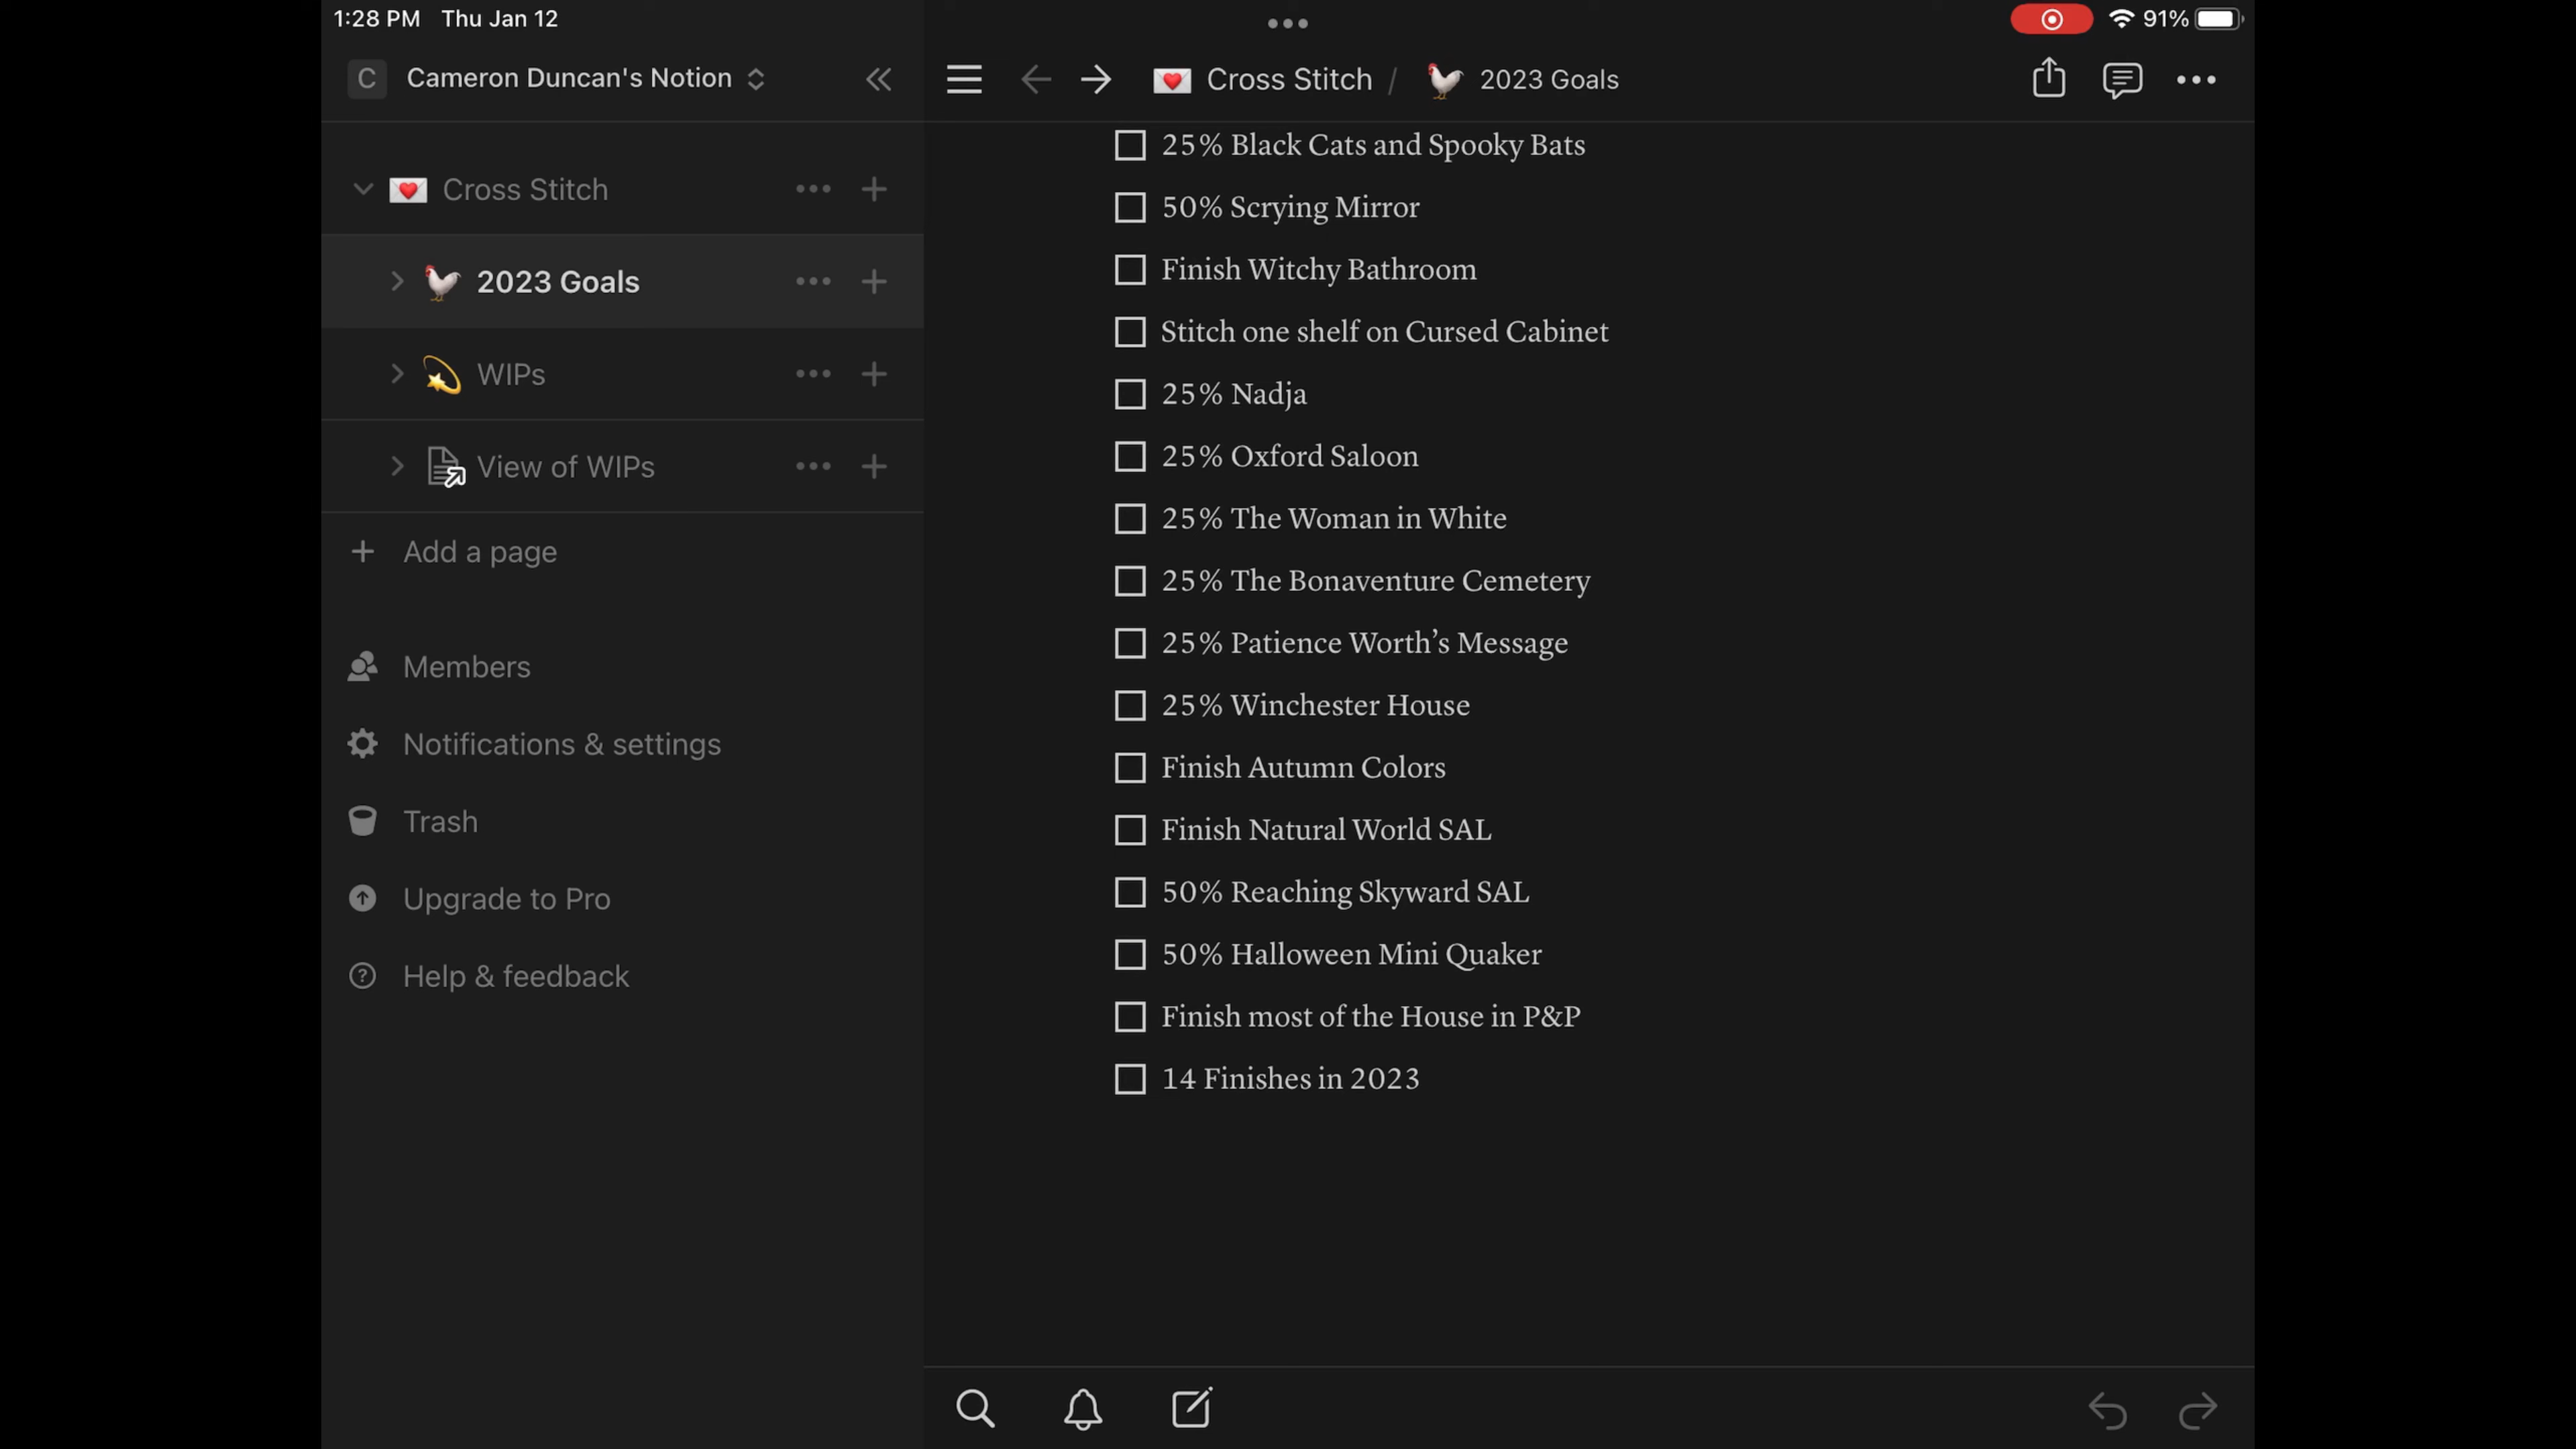 1:28 PM Thu Jan 12
91%
C Cameron Duncan's Notion
Cross Stitch
2023 Goals
WIPs
View of WIPs
Add a page
Members
Notifications & settings
Trash
Upgrade to Pro
Help & feedback
Cross Stitch / 2023 Goals
25% Black Cats and Spooky Bats
50% Scrying Mirror
Finish Witchy Bathroom
Stitch one shelf on Cursed Cabinet
25% Nadja
25% Oxford Saloon
25% The Woman in White
25% The Bonaventure Cemetery
25% Patience Worth’s Message
25% Winchester House
Finish Autumn Colors
Finish Natural World SAL
50% Reaching Skyward SAL
50% Halloween Mini Quaker
Finish most of the House in P&P
14 Finishes in 2023